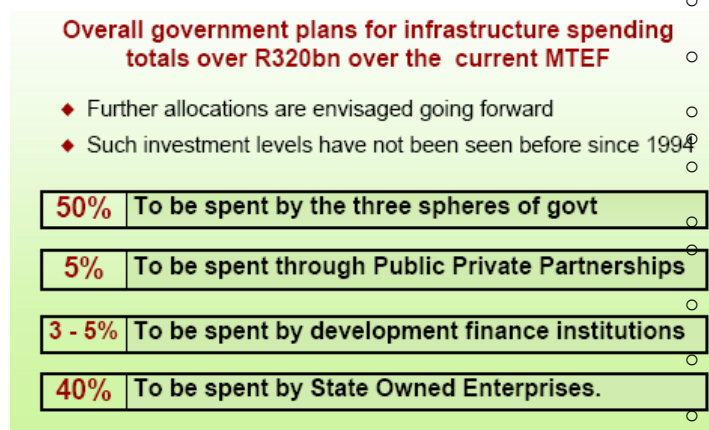 Overall government plans for infrastructure spending
totals over R320bn over the current MTEF
Further allocations are envisaged going forward
Such investment levels have not been seen before since 1994
50% To be spent by the three spheres of govt
5% To be spent through Public Private Partnerships
3 - 5% To be spent by development finance institutions
40% To be spent by State Owned Enterprises.